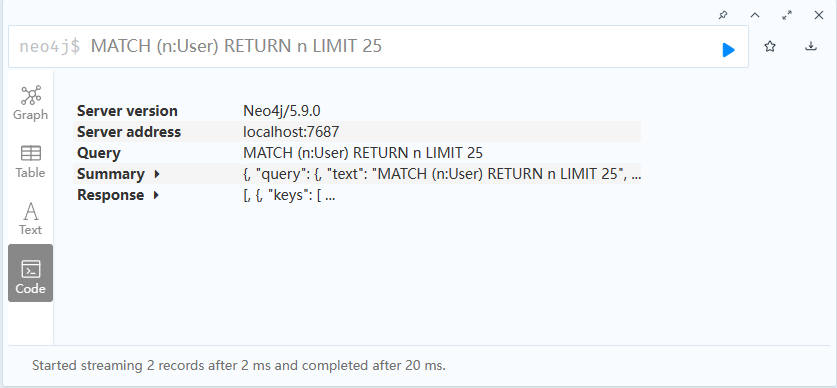 neo4j$ MATCH (n:User) RETURN n LIMIT 25
Graph
Table
Text
Code
Server version Neo4j/5.9.0
Server address localhost:7687
Query MATCH (n:User) RETURN n LIMIT 25
Summary {, "query": {, "text": "MATCH (n:User) RETURN n LIMIT 25", ...
Response [, {, "keys": [ ...
Started streaming 2 records after 2 ms and completed after 20 ms.